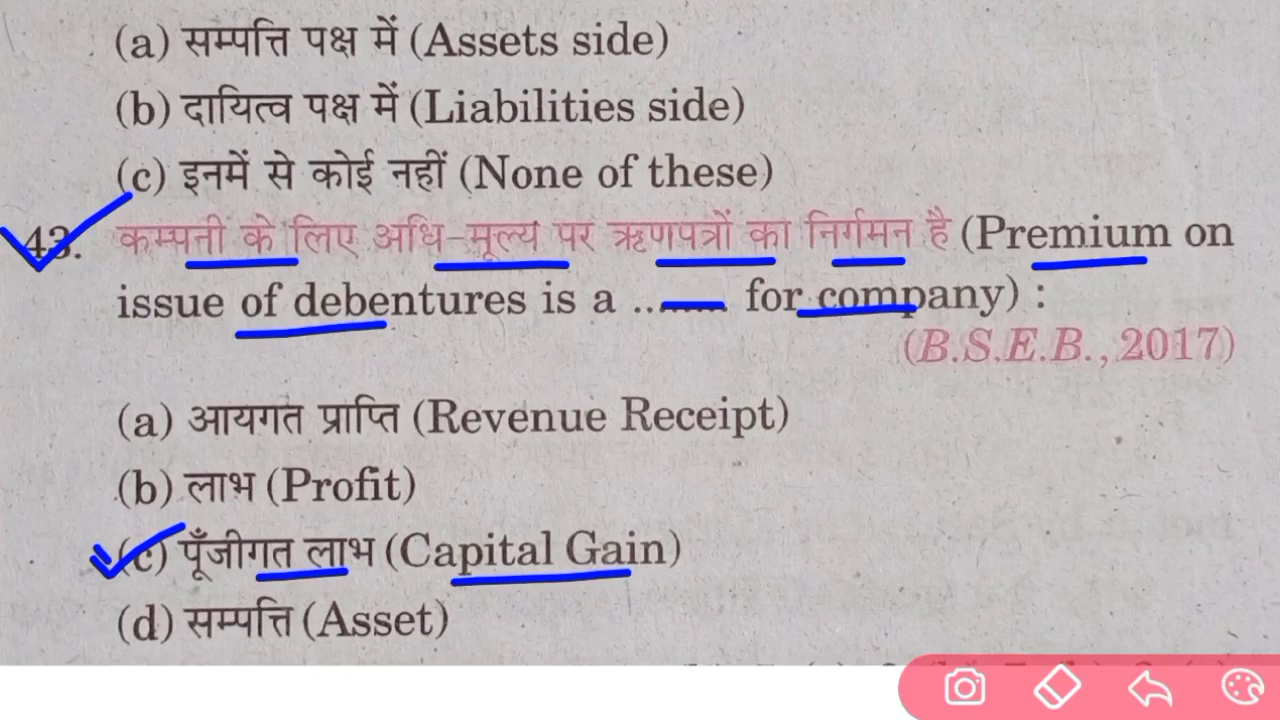 (a) सम्पत्ति पक्ष में (Assets side)
(b) दायित्व पक्ष में (Liabilities side)
(c) इनमें से कोई नहीं (None of these)
43. कम्पनी के लिए अधि-मूल्य पर ऋणपत्रों का निर्गमन है (Premium on
issue of debentures is a ........ for company) :
(B.S.E.B., 2017)
(a) आयगत प्राप्ति (Revenue Receipt)
(b) लाभ (Profit)
(c) पूँजीगत लाभ (Capital Gain)
(d) सम्पत्ति (Asset)